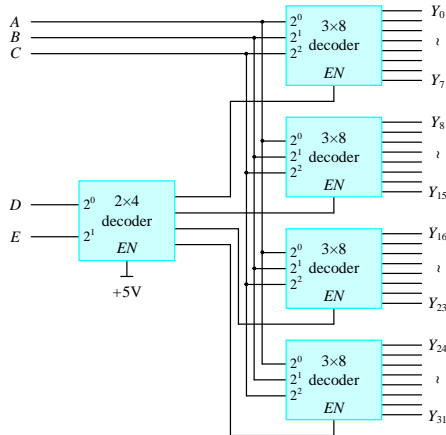 A
B
C
2⁰
2¹
2²
3×8
decoder
EN
Y₀
~
Y₇
2⁰
2¹
2²
3×8
decoder
EN
Y₈
~
Y₁₅
D
E
2⁰
2¹
2×4
decoder
EN
+5V
2⁰
2¹
2²
3×8
decoder
EN
Y₁₆
~
Y₂₃
2⁰
2¹
2²
3×8
decoder
EN
Y₂₄
~
Y₃₁